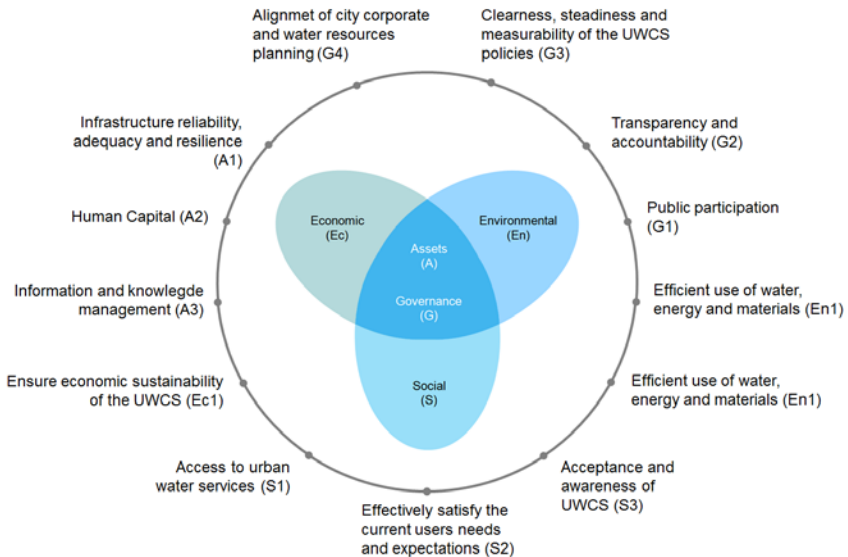 Alignmet of city corporate
and water resources
planning (G4)
Clearness, steadiness and
measurability of the UWCS
policies (G3)
Infrastructure reliability,
adequacy and resilience
(A1)
Transparency and
accountability (G2)
Human Capital (A2)
Public participation
(G1)
Economic
(Ec)
Environmental
(En)
Assets
(A)
Governance
(G)
Social
(S)
Information and knowlegde
management (A3)
Efficient use of water,
energy and materials (En1)
Ensure economic sustainability
of the UWCS (Ec1)
Efficient use of water,
energy and materials (En1)
Access to urban
water services (S1)
Effectively satisfy the
current users needs
and expectations (S2)
Acceptance and
awareness of
UWCS (S3)